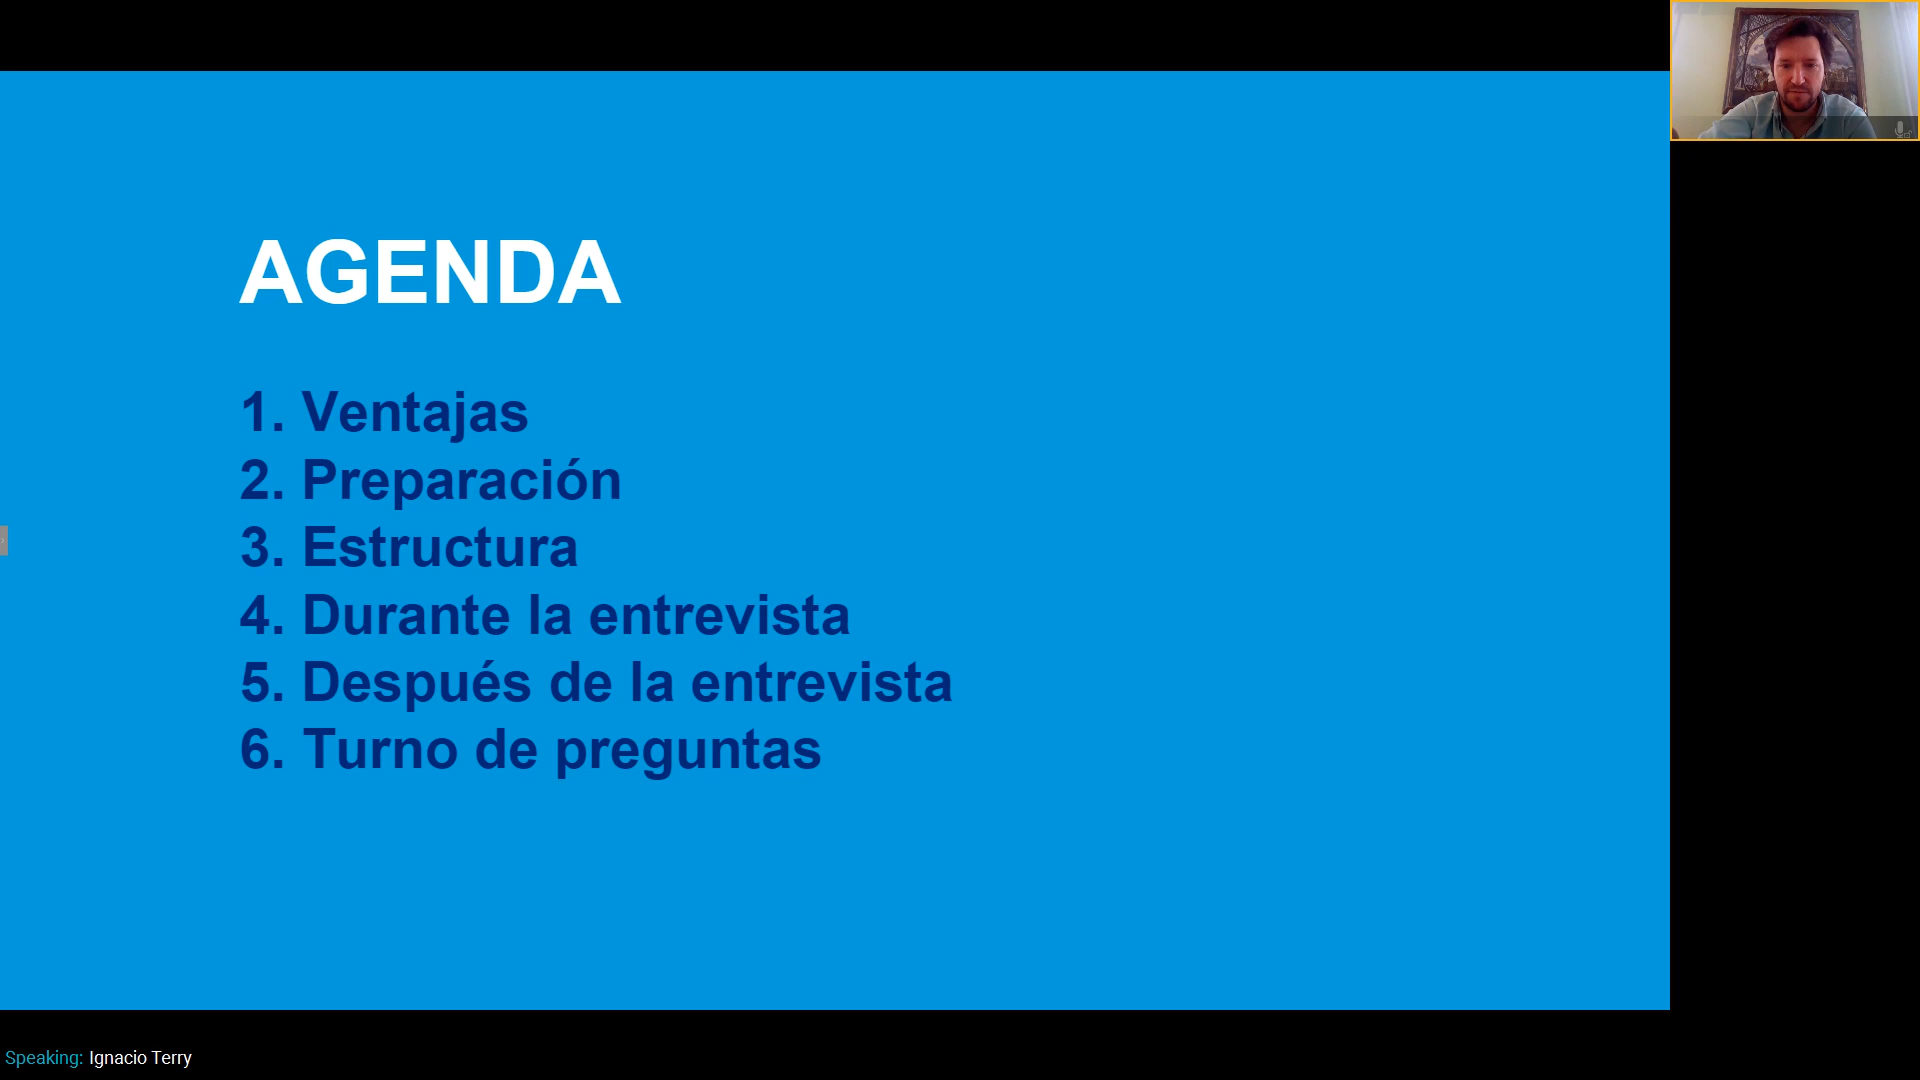 AGENDA
1. Ventajas
2. Preparación
3. Estructura
4. Durante la entrevista
5. Después de la entrevista
6. Turno de preguntas
Speaking: Ignacio Terry